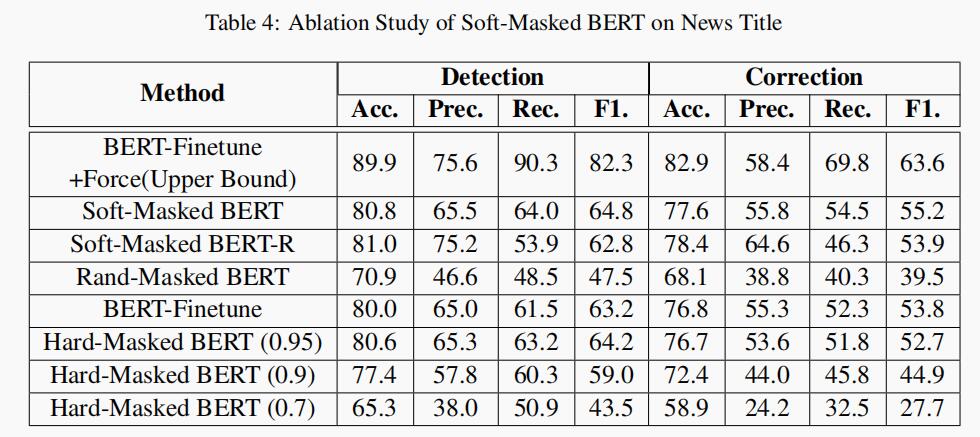 Table 4: Ablation Study of Soft-Masked BERT on News Title
Method Detection Correction
Acc. Prec. Rec. F1. Acc. Prec. Rec. F1.
BERT-Finetune
+Force(Upper Bound) 89.9 75.6 90.3 82.3 82.9 58.4 69.8 63.6
Soft-Masked BERT 80.8 65.5 64.0 64.8 77.6 55.8 54.5 55.2
Soft-Masked BERT-R 81.0 75.2 53.9 62.8 78.4 64.6 46.3 53.9
Rand-Masked BERT 70.9 46.6 48.5 47.5 68.1 38.8 40.3 39.5
BERT-Finetune 80.0 65.0 61.5 63.2 76.8 55.3 52.3 53.8
Hard-Masked BERT (0.95) 80.6 65.3 63.2 64.2 76.7 53.6 51.8 52.7
Hard-Masked BERT (0.9) 77.4 57.8 60.3 59.0 72.4 44.0 45.8 44.9
Hard-Masked BERT (0.7) 65.3 38.0 50.9 43.5 58.9 24.2 32.5 27.7